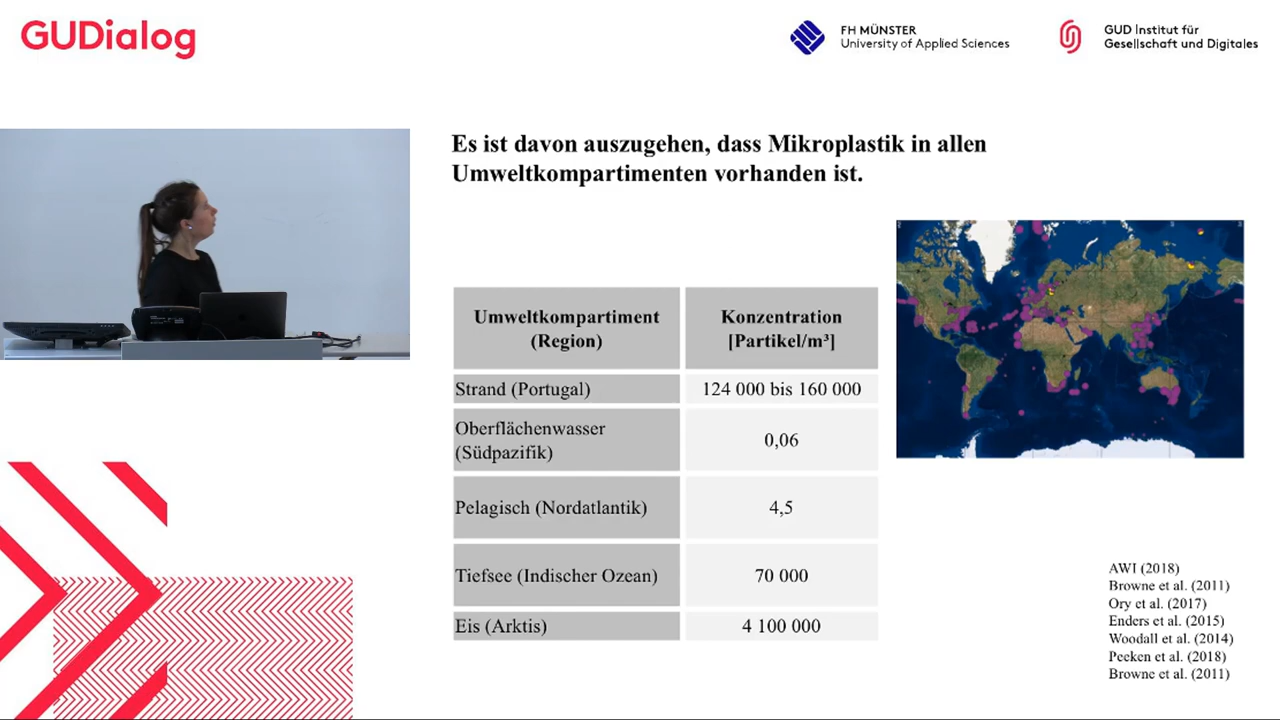 GUDialog
FH MÜNSTER
University of Applied Sciences
GUD Institut für
Gesellschaft und Digitales
Es ist davon auszugehen, dass Mikroplastik in allen
Umweltkompartimenten vorhanden ist.
Umweltkompartiment
(Region)
Konzentration
[Partikel/m³]
Strand (Portugal)
124 000 bis 160 000
Oberflächenwasser
(Südpazifik)
0,06
Pelagisch (Nordatlantik)
4,5
Tiefsee (Indischer Ozean)
70 000
Eis (Arktis)
4 100 000
AWI (2018)
Browne et al. (2011)
Ory et al. (2017)
Enders et al. (2015)
Woodall et al. (2014)
Peeken et al. (2018)
Browne et al. (2011)